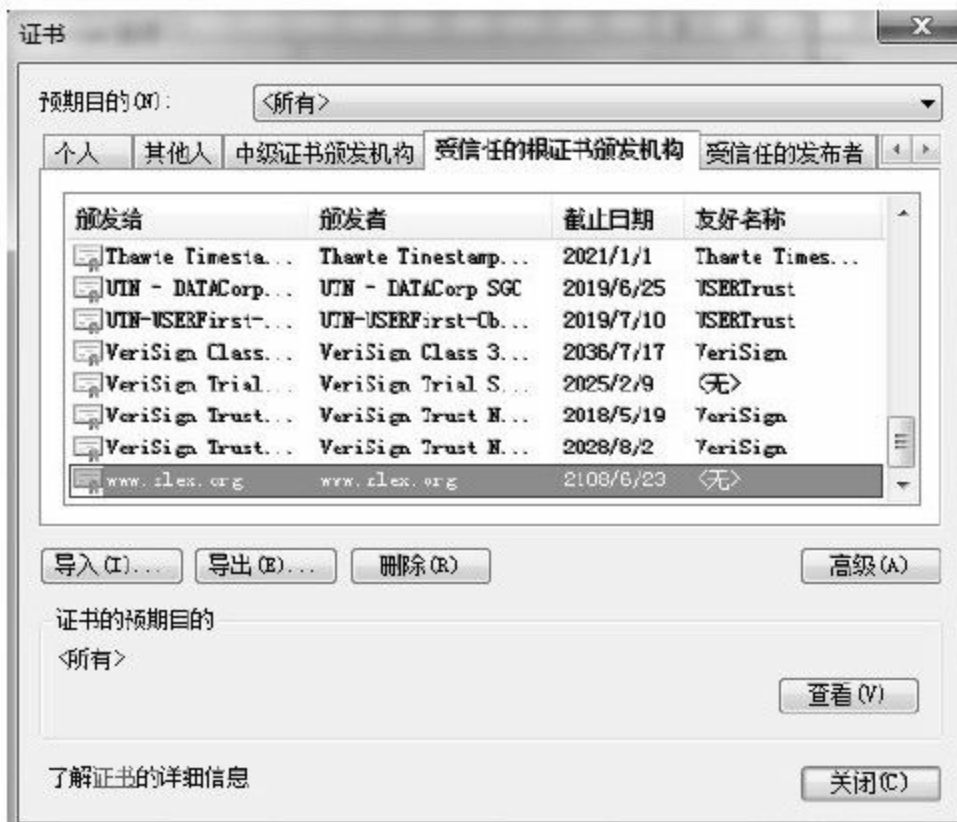 证书
预期目的(N): <所有>
个人 其他人 中级证书颁发机构 受信任的根证书颁发机构 受信任的发布者
颁发给 颁发者 截止日期 友好名称
Thawte Timesta... Thawte Timestamp... 2021/1/1 Thawte Times...
UTN - DATACorp... UTN - DATACorp SGC 2019/6/25 USERTrust
UTN-USERFirst-... UTN-USERFirst-Ob... 2019/7/10 USERTrust
VeriSign Class... VeriSign Class 3... 2036/7/17 VeriSign
VeriSign Trial... VeriSign Trial S... 2025/2/9 <无>
VeriSign Trust... VeriSign Trust N... 2018/5/19 VeriSign
VeriSign Trust... VeriSign Trust N... 2028/8/2 VeriSign
2108/6/23 <无>
导入(I)... 导出(E)... 删除(R) 高级(A)
证书的预期目的
<所有>
查看(V)
了解证书的详细信息
关闭(C)